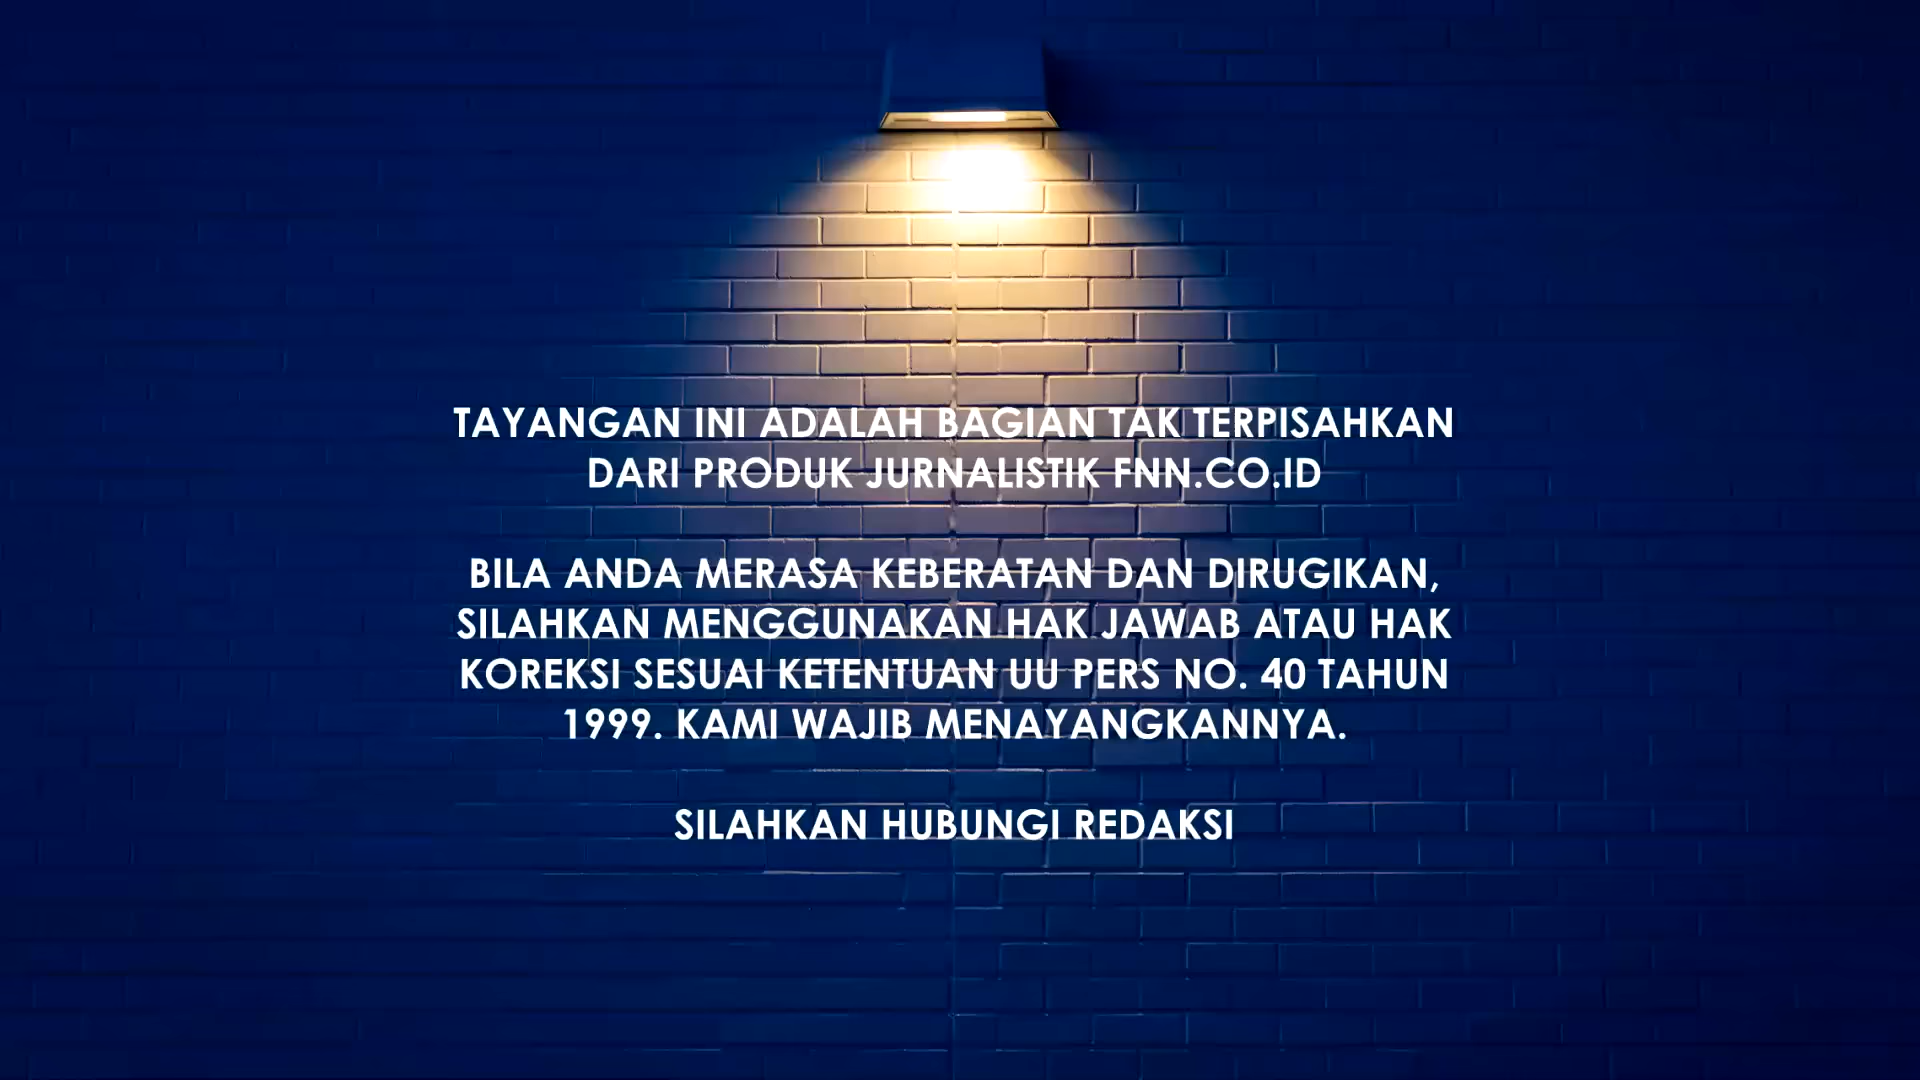 TAYANGAN INI ADALAH BAGIAN TAK TERPISAHKAN
DARI PRODUK JURNALISTIK FNN.CO.ID
BILA ANDA MERASA KEBERATAN DAN DIRUGIKAN,
SILAHKAN MENGGUNAKAN HAK JAWAB ATAU HAK
KOREKSI SESUAI KETENTUAN UU PERS NO. 40 TAHUN
1999. KAMI WAJIB MENAYANGKANNYA.
SILAHKAN HUBUNGI REDAKSI